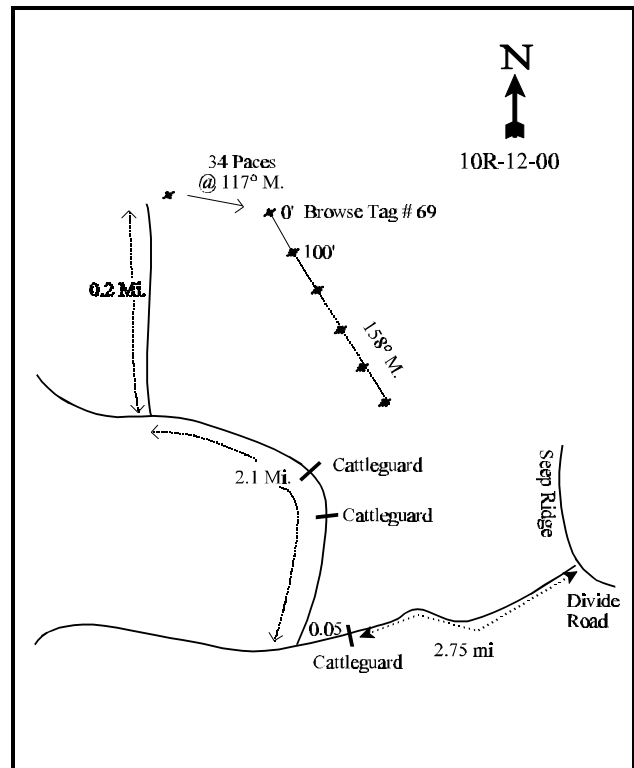 N
10R-12-00
34 Paces
@ 117° M.
0' Browse Tag # 69
100'
0.2 Mi.
158° M.
Cattleguard
2.1 Mi.
Cattleguard
Seep Ridge
Divide
Road
0.05
Cattleguard
2.75 mi